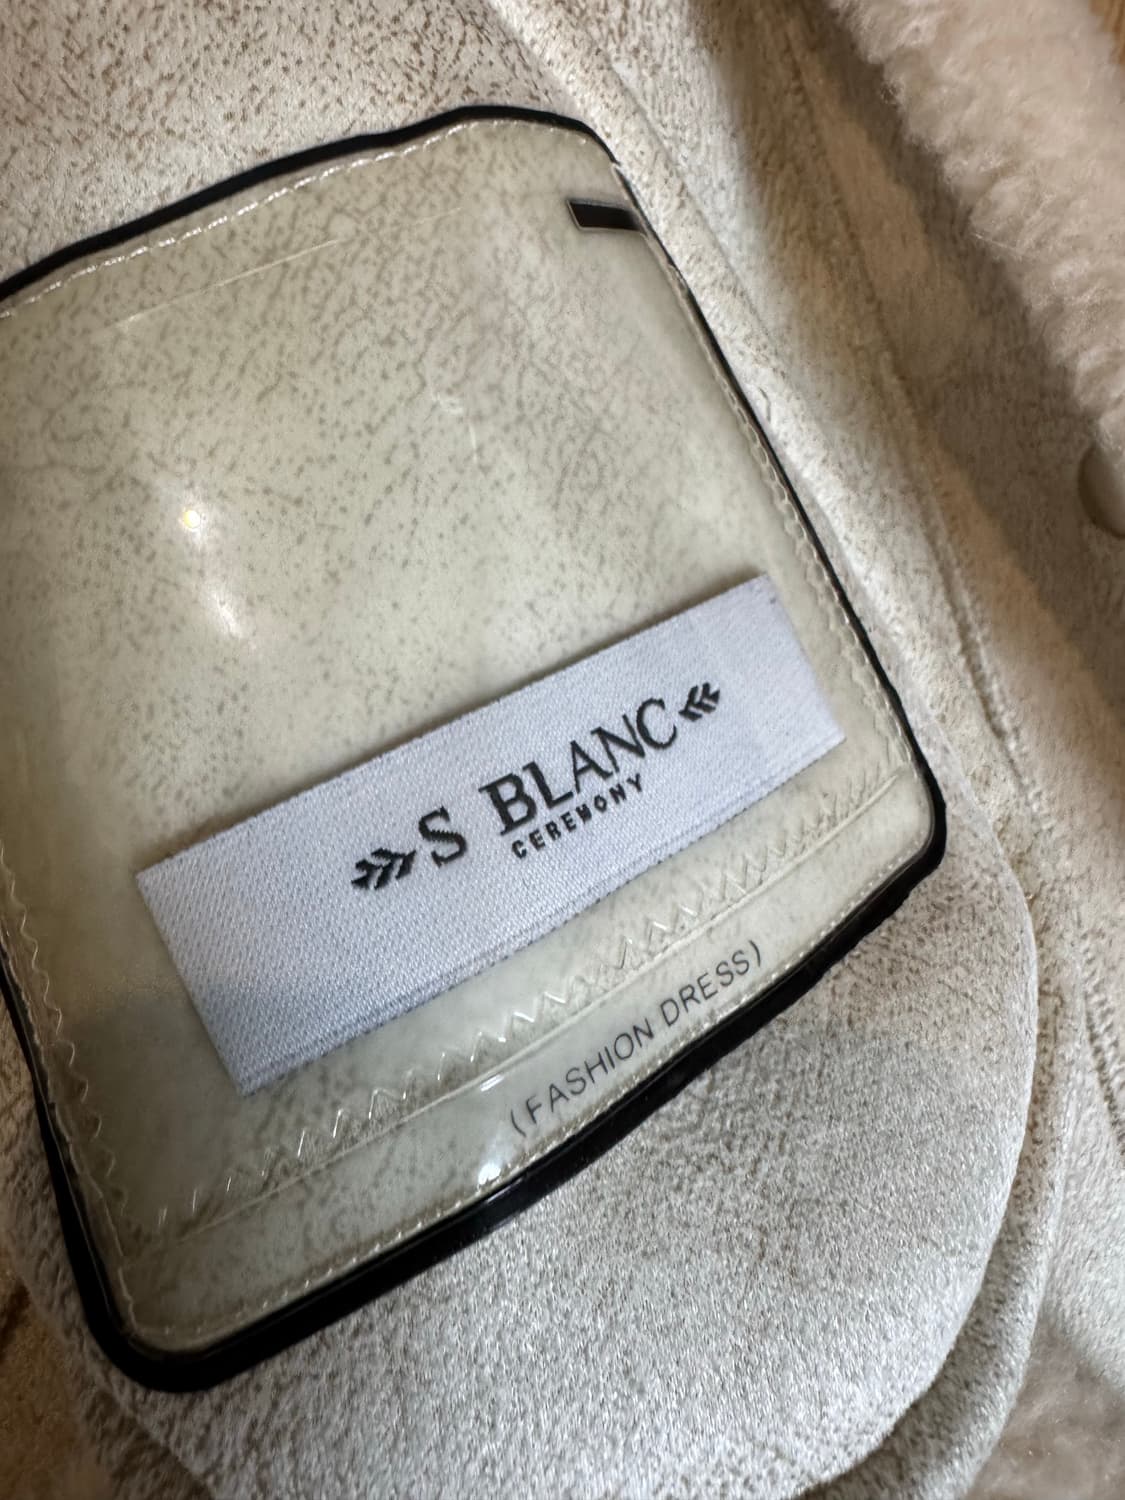 S BLANC
CEREMONY
(FASHION DRESS)